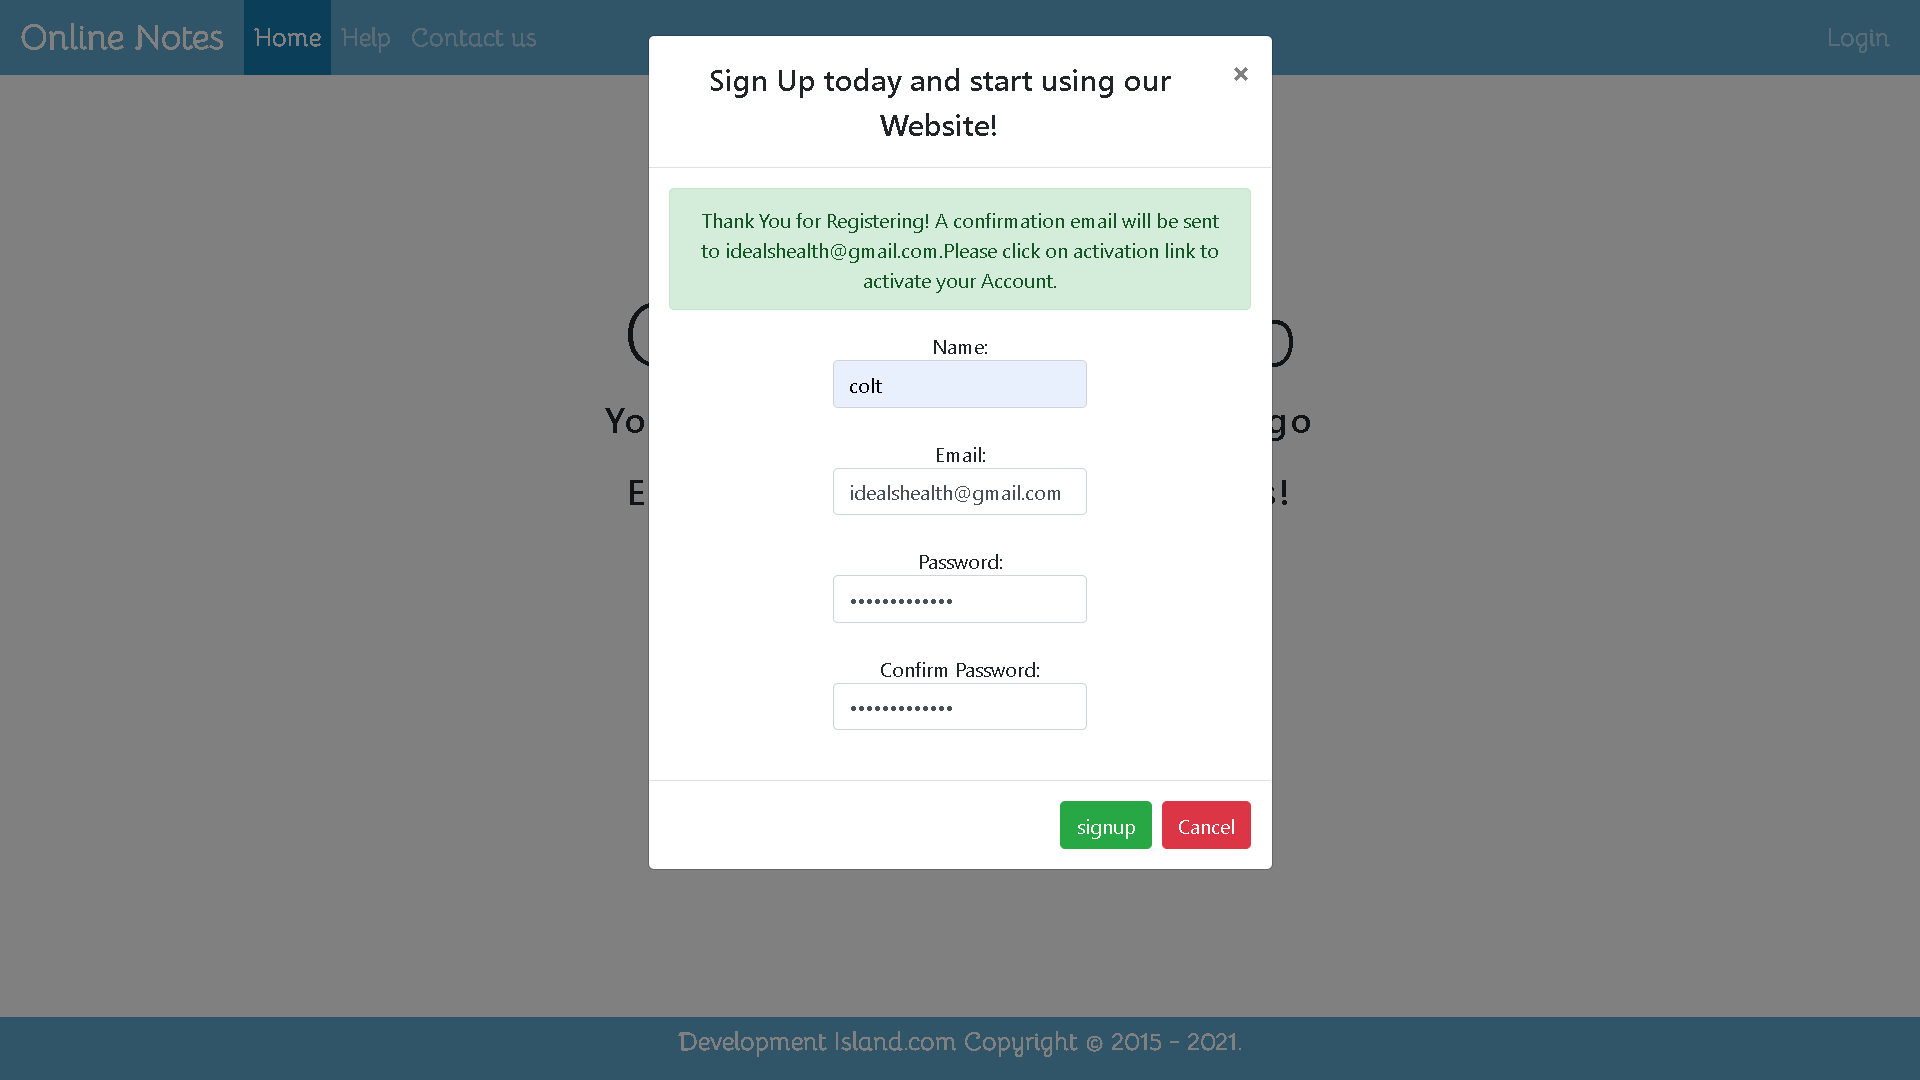 Online Notes Home Help Contact us Login
Sign Up today and start using our
Website!
×
Thank You for Registering! A confirmation email will be sent
to idealshealth@gmail.com.Please click on activation link to
activate your Account.
Name:
colt
Yo go
Email:
idealshealth@gmail.com
Password:
•••••••••••••
Confirm Password:
•••••••••••••
signup Cancel
Development Island.com Copyright © 2015 - 2021.